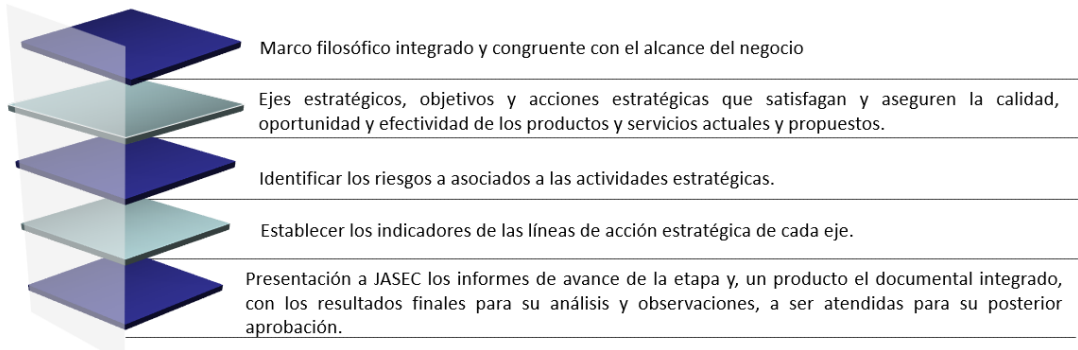 Marco filosófico integrado y congruente con el alcance del negocio
Ejes estratégicos, objetivos y acciones estratégicas que satisfagan y aseguren la calidad,
oportunidad y efectividad de los productos y servicios actuales y propuestos.
Identificar los riesgos a asociados a las actividades estratégicas.
Establecer los indicadores de las líneas de acción estratégica de cada eje.
Presentación a JASEC los informes de avance de la etapa y, un producto el documental integrado,
con los resultados finales para su análisis y observaciones, a ser atendidas para su posterior
aprobación.